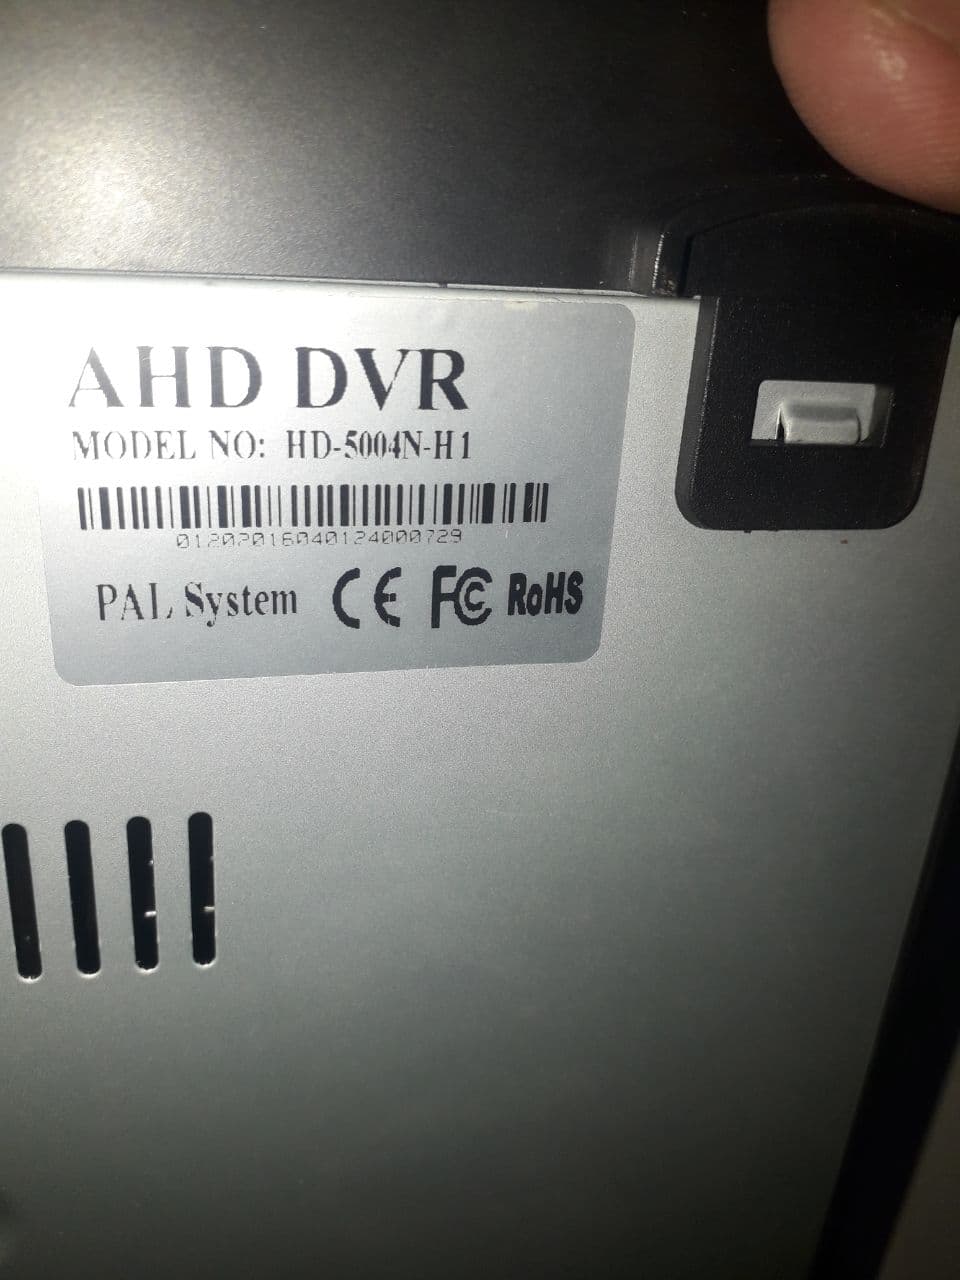 AHD DVR
MODEL NO: HD-5004N-H1
01202016040124000729
PAL System CE FC RoHS